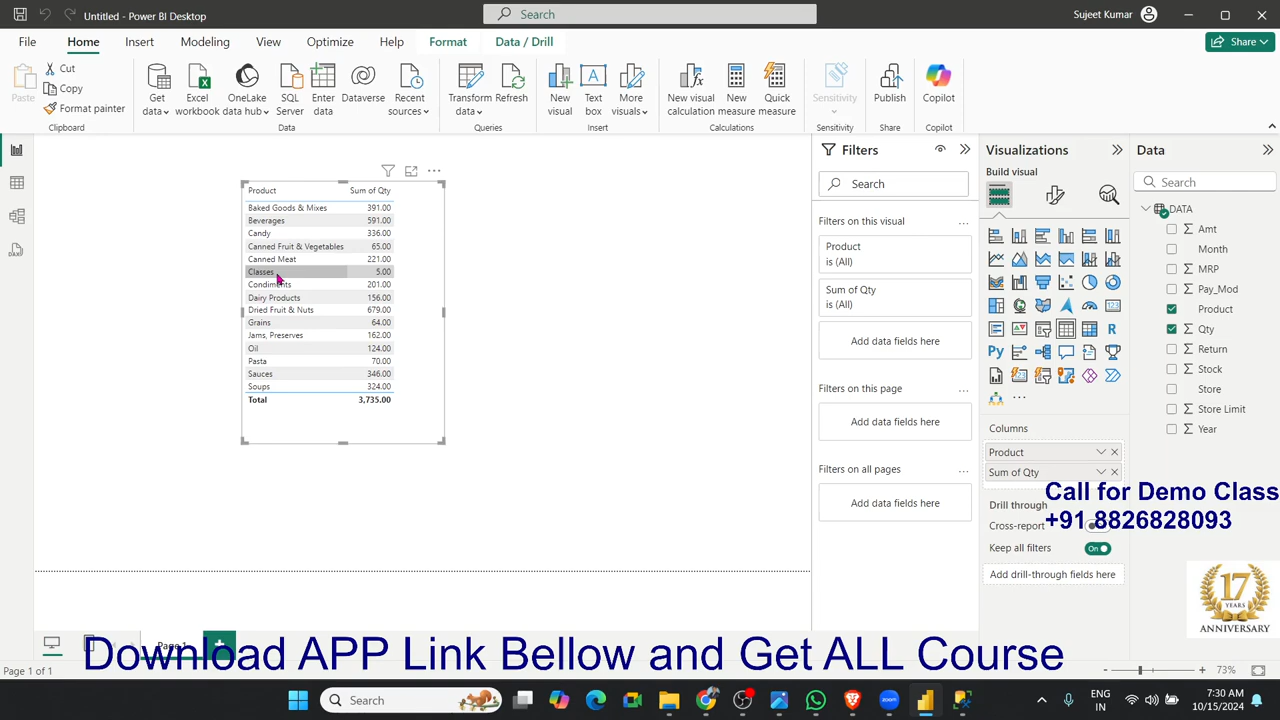 Untitled - Power BI Desktop
Search
Sujeet Kumar
File Home Insert Modeling View Optimize Help Format Data / Drill
Share
Paste
Cut
Copy
Format painter
Clipboard
Get data
Excel workbook
OneLake data hub
SQL Server
Enter data
Dataverse
Recent sources
Data
Transform data
Refresh
Queries
New visual
Text box
More visuals
Insert
New visual calculation
New measure
Quick measure
Calculations
Sensitivity
Sensitivity
Publish
Share
Copilot
Copilot
Product Sum of Qty
Baked Goods & Mixes 391.00
Beverages 591.00
Candy 336.00
Canned Fruit & Vegetables 65.00
Canned Meat 221.00
Classes 5.00
Condiments 201.00
Dairy Products 156.00
Dried Fruit & Nuts 679.00
Grains 64.00
Jams, Preserves 162.00
Oil 124.00
Pasta 70.00
Sauces 346.00
Soups 324.00
Total 3,735.00
Filters
Search
Filters on this visual
Product
is (All)
Sum of Qty
is (All)
Add data fields here
Filters on this page
Add data fields here
Filters on all pages
Add data fields here
Visualizations
Build visual
R
Py
123
Columns
Product
Sum of Qty
Drill through
Cross-report
Keep all filters
On
Add drill-through fields here
Data
Search
DATA
Amt
Month
MRP
Pay_Mod
Product
Qty
Return
Stock
Store
Store Limit
Year
Call for Demo Class
+91 8826828093
17
YEARS
ANNIVERSARY
Page 1
Download APP Link Bellow and Get ALL Course
Page 1 of 1
73%
Search
zoom
ENG
IN
7:30 AM
10/15/2024